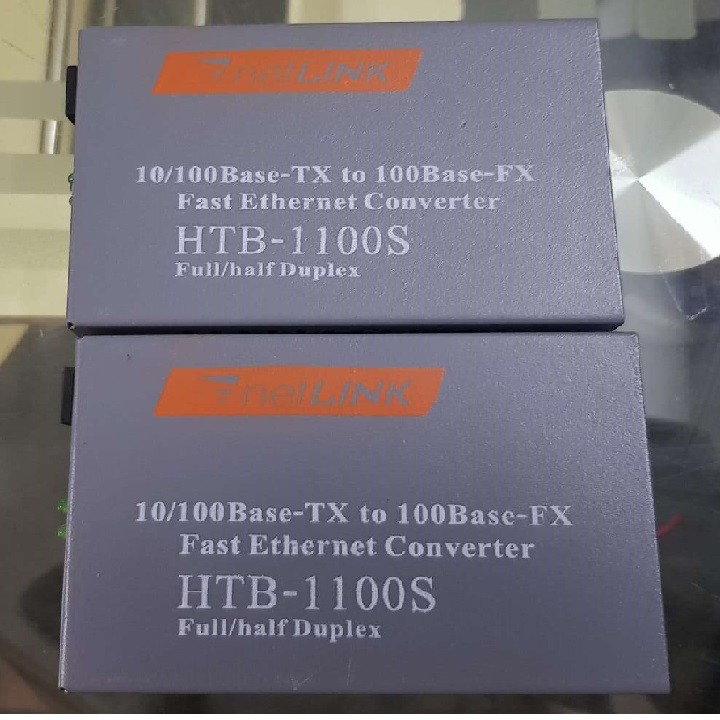 netLINK
10/100Base-TX to 100Base-FX
Fast Ethernet Converter
HTB-1100S
Full/half Duplex
netLINK
10/100Base-TX to 100Base-FX
Fast Ethernet Converter
HTB-1100S
Full/half Duplex